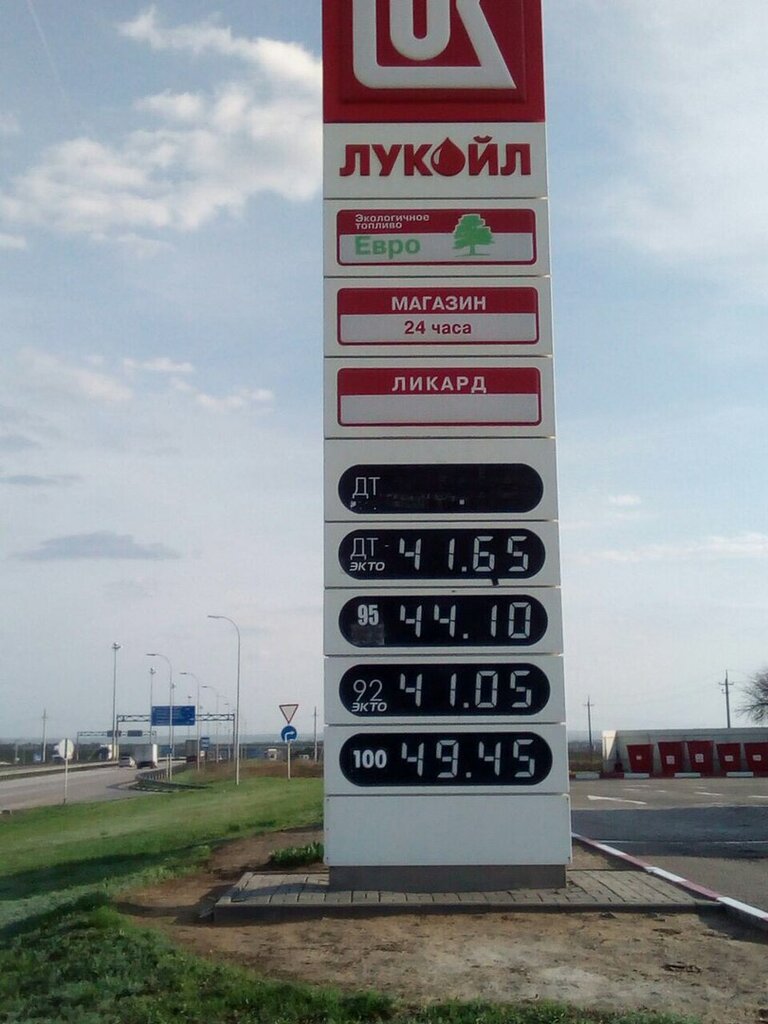 ЛУКОЙЛ
Экологичное
топливо
Евро
МАГАЗИН
24 часа
ЛИКАРД
ДТ
ДТ ЭКТО 41.65
95 44.10
92 ЭКТО 41.05
100 49.45